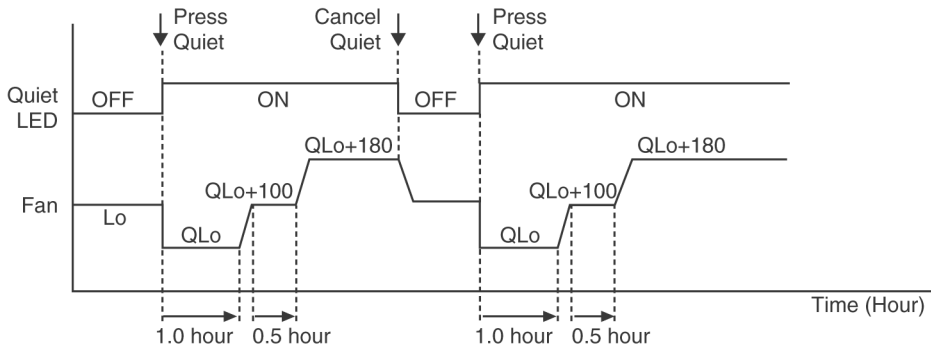 Press
Quiet
Cancel
Quiet
Press
Quiet
Quiet
LED
OFF
ON
OFF
ON
QLo+180
QLo+180
QLo+100
QLo+100
Fan
Lo
QLo
QLo
Time (Hour)
1.0 hour
0.5 hour
1.0 hour
0.5 hour